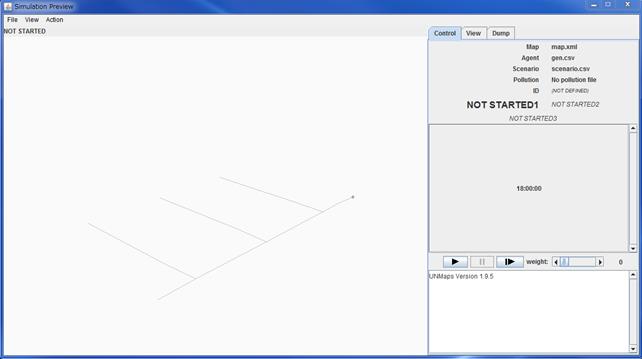 Simulation Preview
File View Action
NOT STARTED
Control View Dump
Map map.xml
Agent gen.csv
Scenario scenario.csv
Pollution No pollution file
ID (NOT DEFINED)
NOT STARTED1 NOT STARTED2
NOT STARTED3
18:00:00
weight: 0
UNMaps Version 1.9.5